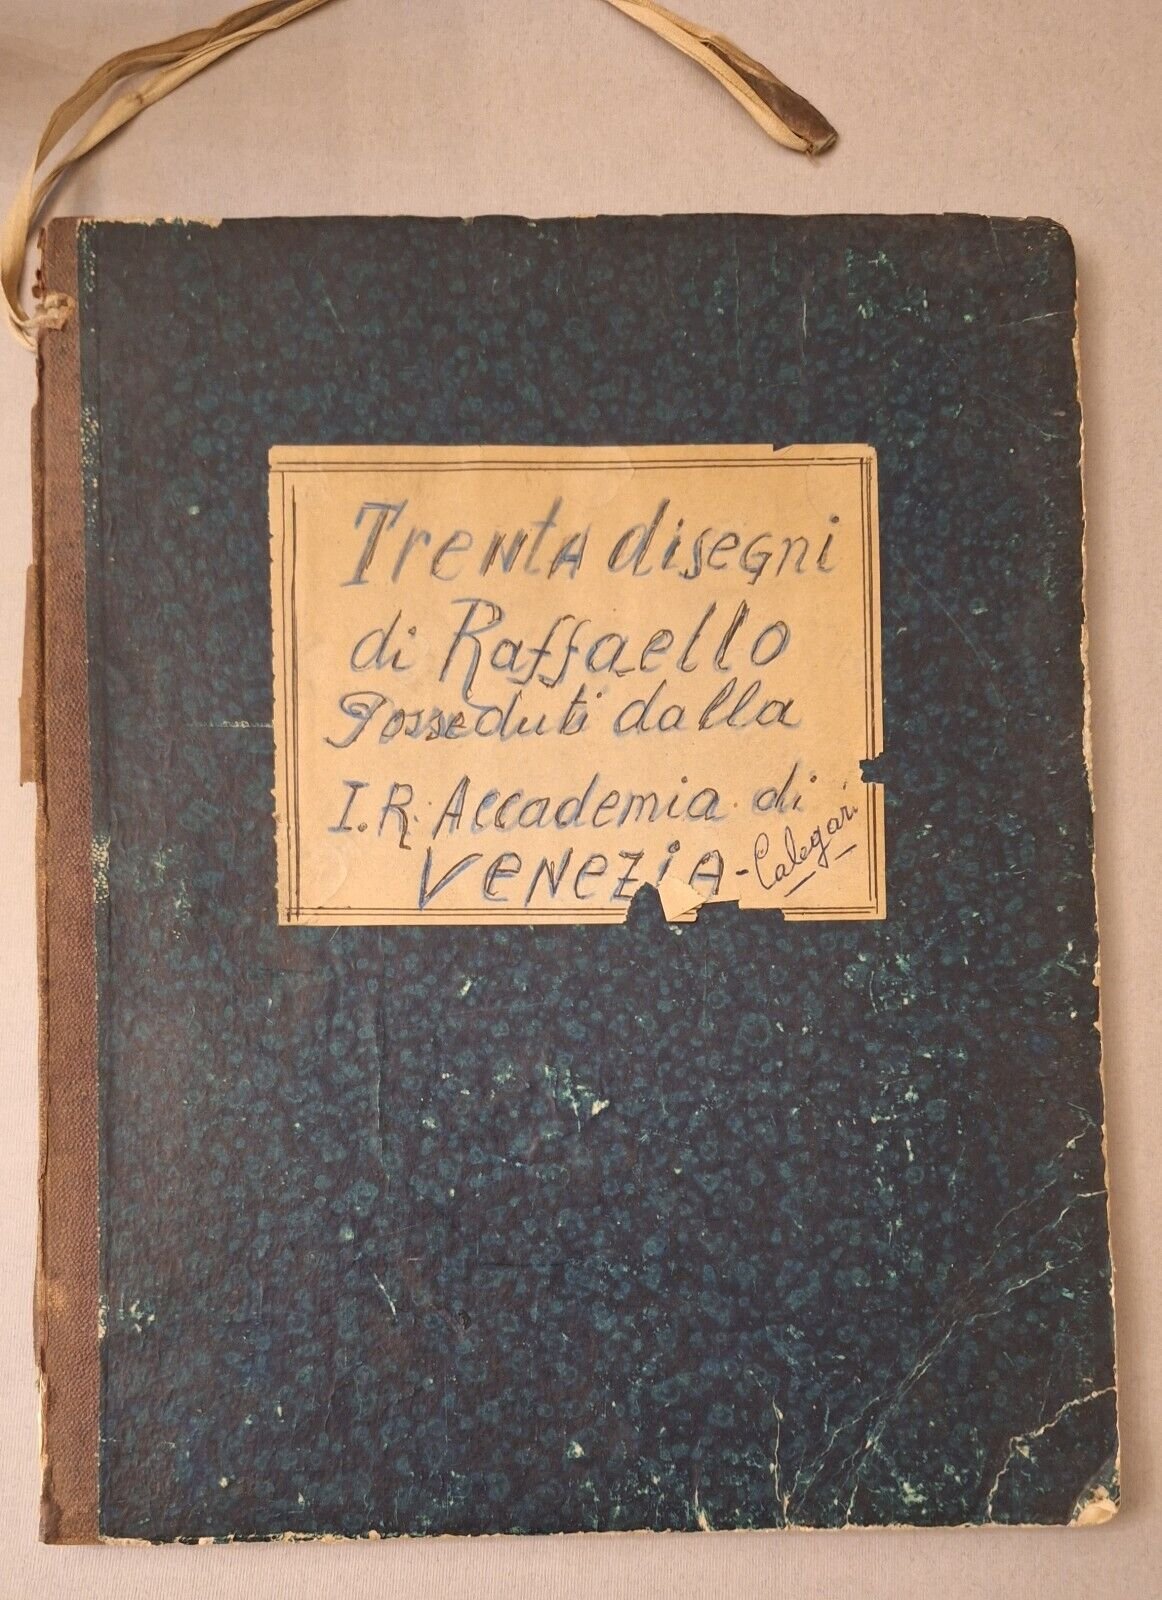 Trenta disegni
di Raffaello
Posseduti dalla
I. R. Accademia di
VENEZIA - Calegari